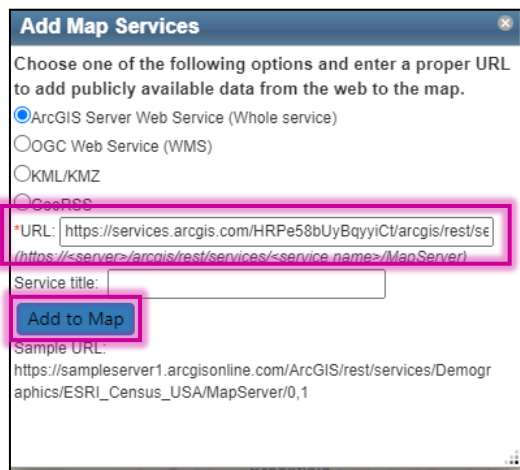 Add Map Services
Choose one of the following options and enter a proper URL
to add publicly available data from the web to the map.
ArcGIS Server Web Service (Whole service)
OGC Web Service (WMS)
KML/KMZ
GeoRSS
*URL: https://services.arcgis.com/HRPe58bUyBqyyiCt/arcgis/rest/se
(https://<server>/arcgis/rest/services/<service name>/MapServer)
Service title:
Add to Map
Sample URL:
https://sampleserver1.arcgisonline.com/ArcGIS/rest/services/Demogr
aphics/ESRI_Census_USA/MapServer/0,1